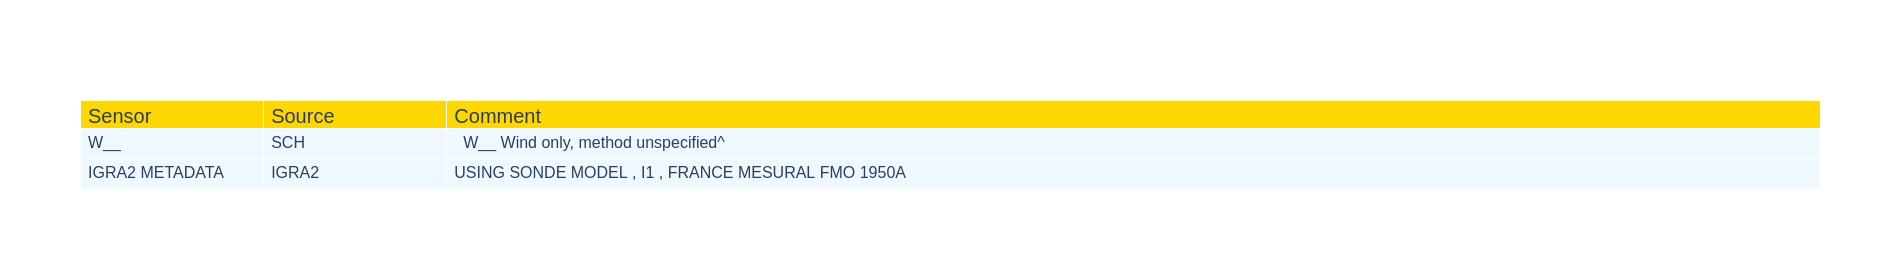 Sensor Source Comment
W__ SCH W__ Wind only, method unspecified^
IGRA2 METADATA IGRA2 USING SONDE MODEL , I1 , FRANCE MESURAL FMO 1950A